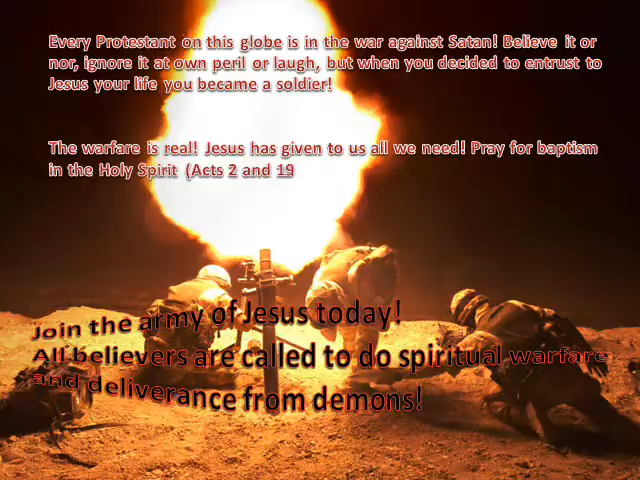 Every Protestant on this globe is in the war against Satan! Believe it or
nor, ignore it at own peril or laugh, but when you decided to entrust to
Jesus your life you became a soldier!
The warfare is real! Jesus has given to us all we need! Pray for baptism
in the Holy Spirit (Acts 2 and 19
Join the army of Jesus today!
All believers are called to do spiritual warfare
and deliverance from demons!